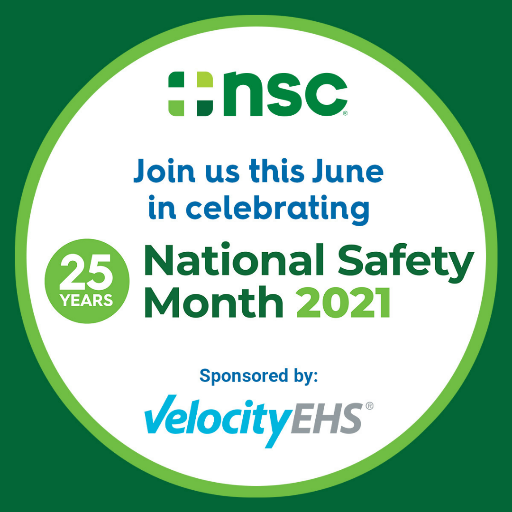 nsc®
Join us this June
in celebrating
25
YEARS
National Safety
Month 2021
Sponsored by:
VelocityEHS®